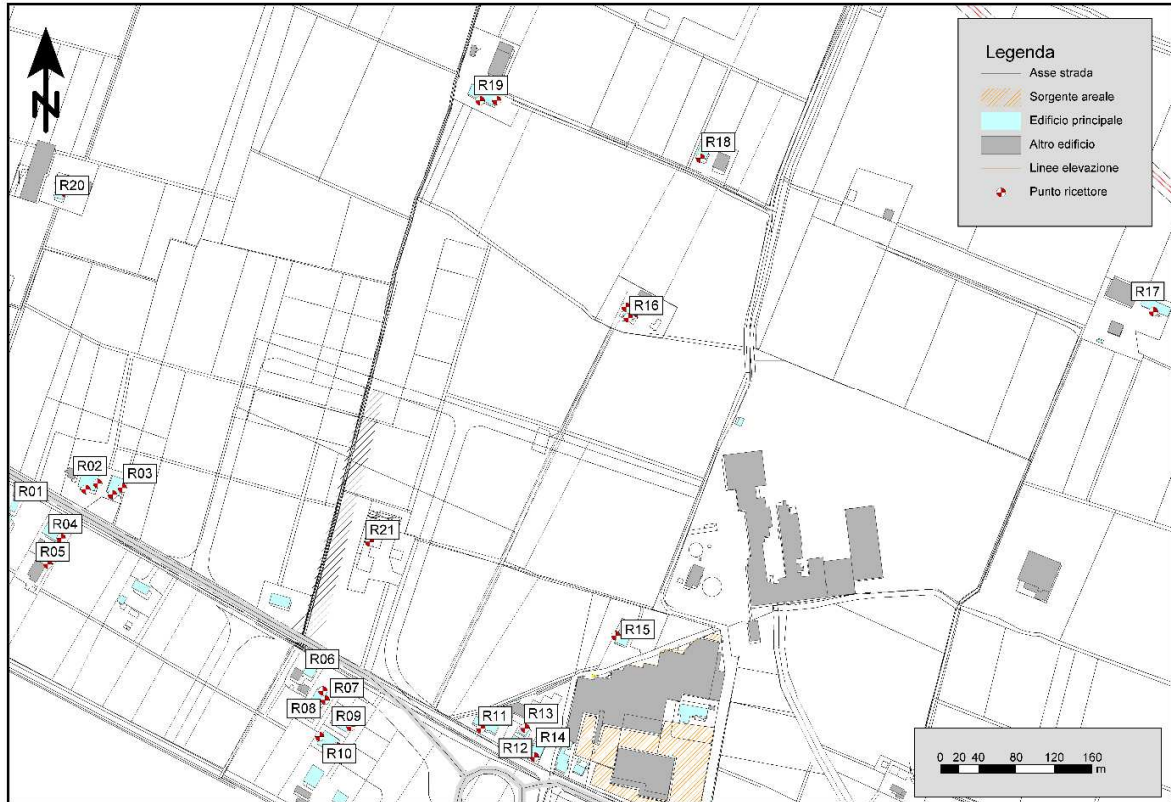 N
Legenda
Asse strada
Sorgente areale
Edificio principale
Altro edificio
Linee elevazione
Punto ricettore
R19
R18
R20
R17
R16
R02
R03
R01
R04
R05
R21
R15
R06
R07
R08
R09
R10
R11
R13
R12
R14
0 20 40 80 120 160
m